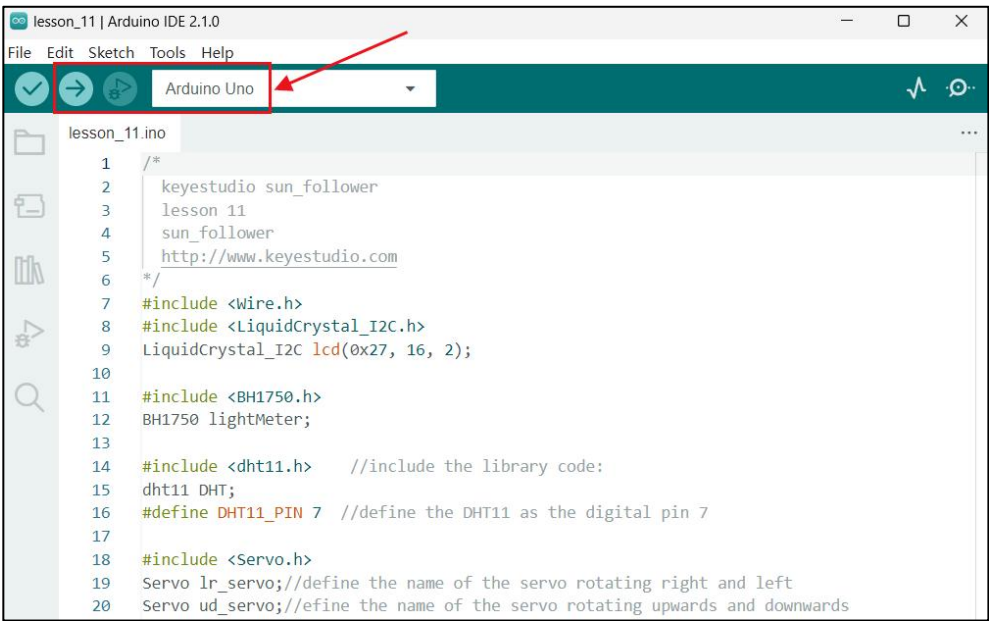 lesson_11 | Arduino IDE 2.1.0
File Edit Sketch Tools Help
Arduino Uno
lesson_11.ino
1 /*
2 keyestudio sun_follower
3 lesson 11
4 sun_follower
5 http://www.keyestudio.com
6 */
7 #include <Wire.h>
8 #include <LiquidCrystal_I2C.h>
9 LiquidCrystal_I2C lcd(0x27, 16, 2);
10
11 #include <BH1750.h>
12 BH1750 lightMeter;
13
14 #include <dht11.h> //include the library code:
15 dht11 DHT;
16 #define DHT11_PIN 7 //define the DHT11 as the digital pin 7
17
18 #include <Servo.h>
19 Servo lr_servo;//define the name of the servo rotating right and left
20 Servo ud_servo;//efine the name of the servo rotating upwards and downwards